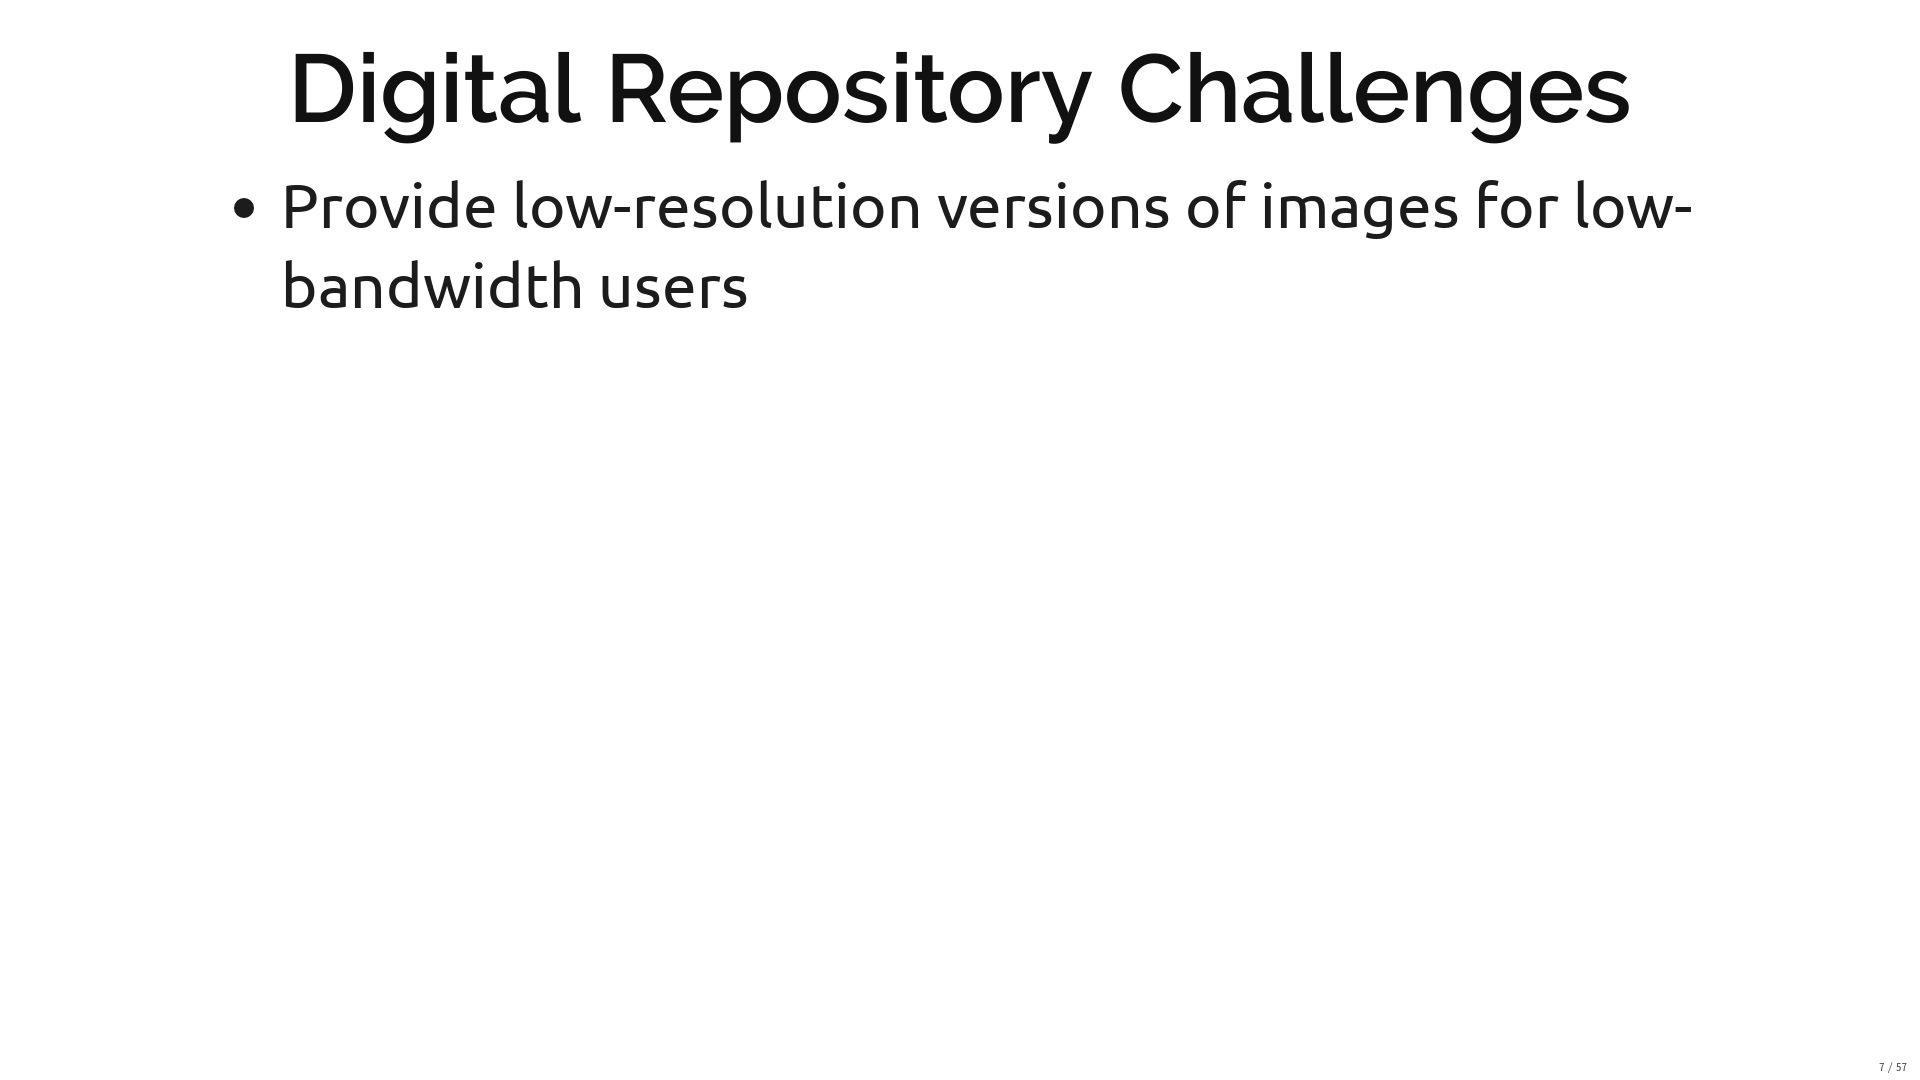 Digital Repository Challenges
• Provide low-resolution versions of images for low-
bandwidth users
7 / 57